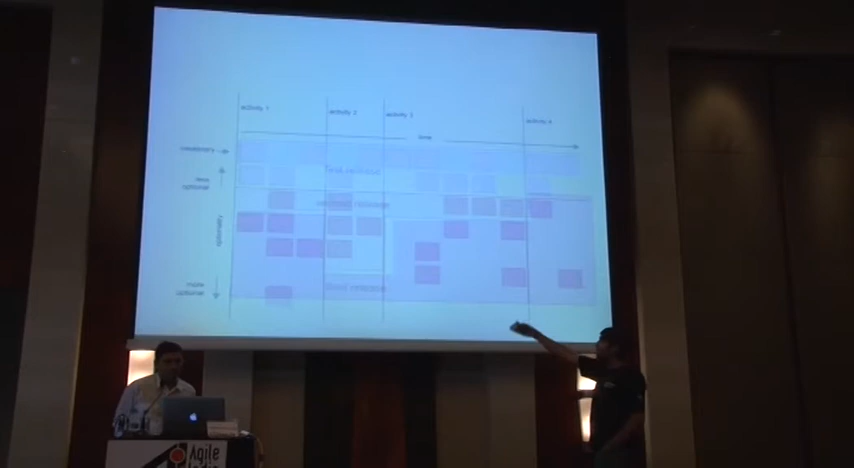 activity 1
activity 2
activity 3
activity 4
time
necessary
less
optional
optionality
more
optional
first release
second release
third release
Agile
India